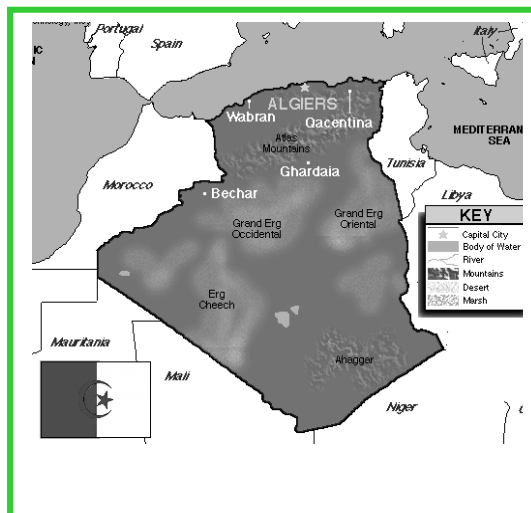 Portugal
Spain
Italy
ALGIERS
Wabran
Qacentina
Atlas
Mountains
MEDITERRAN
SEA
Tunisia
Ghardaia
Morocco
Bechar
Libya
Grand Erg
Occidental
Grand Erg
Oriental
KEY
Capital City
Body of Water
River
Mountains
Desert
Marsh
Erg
Cheech
Mauritania
Mali
Ahaggar
Niger